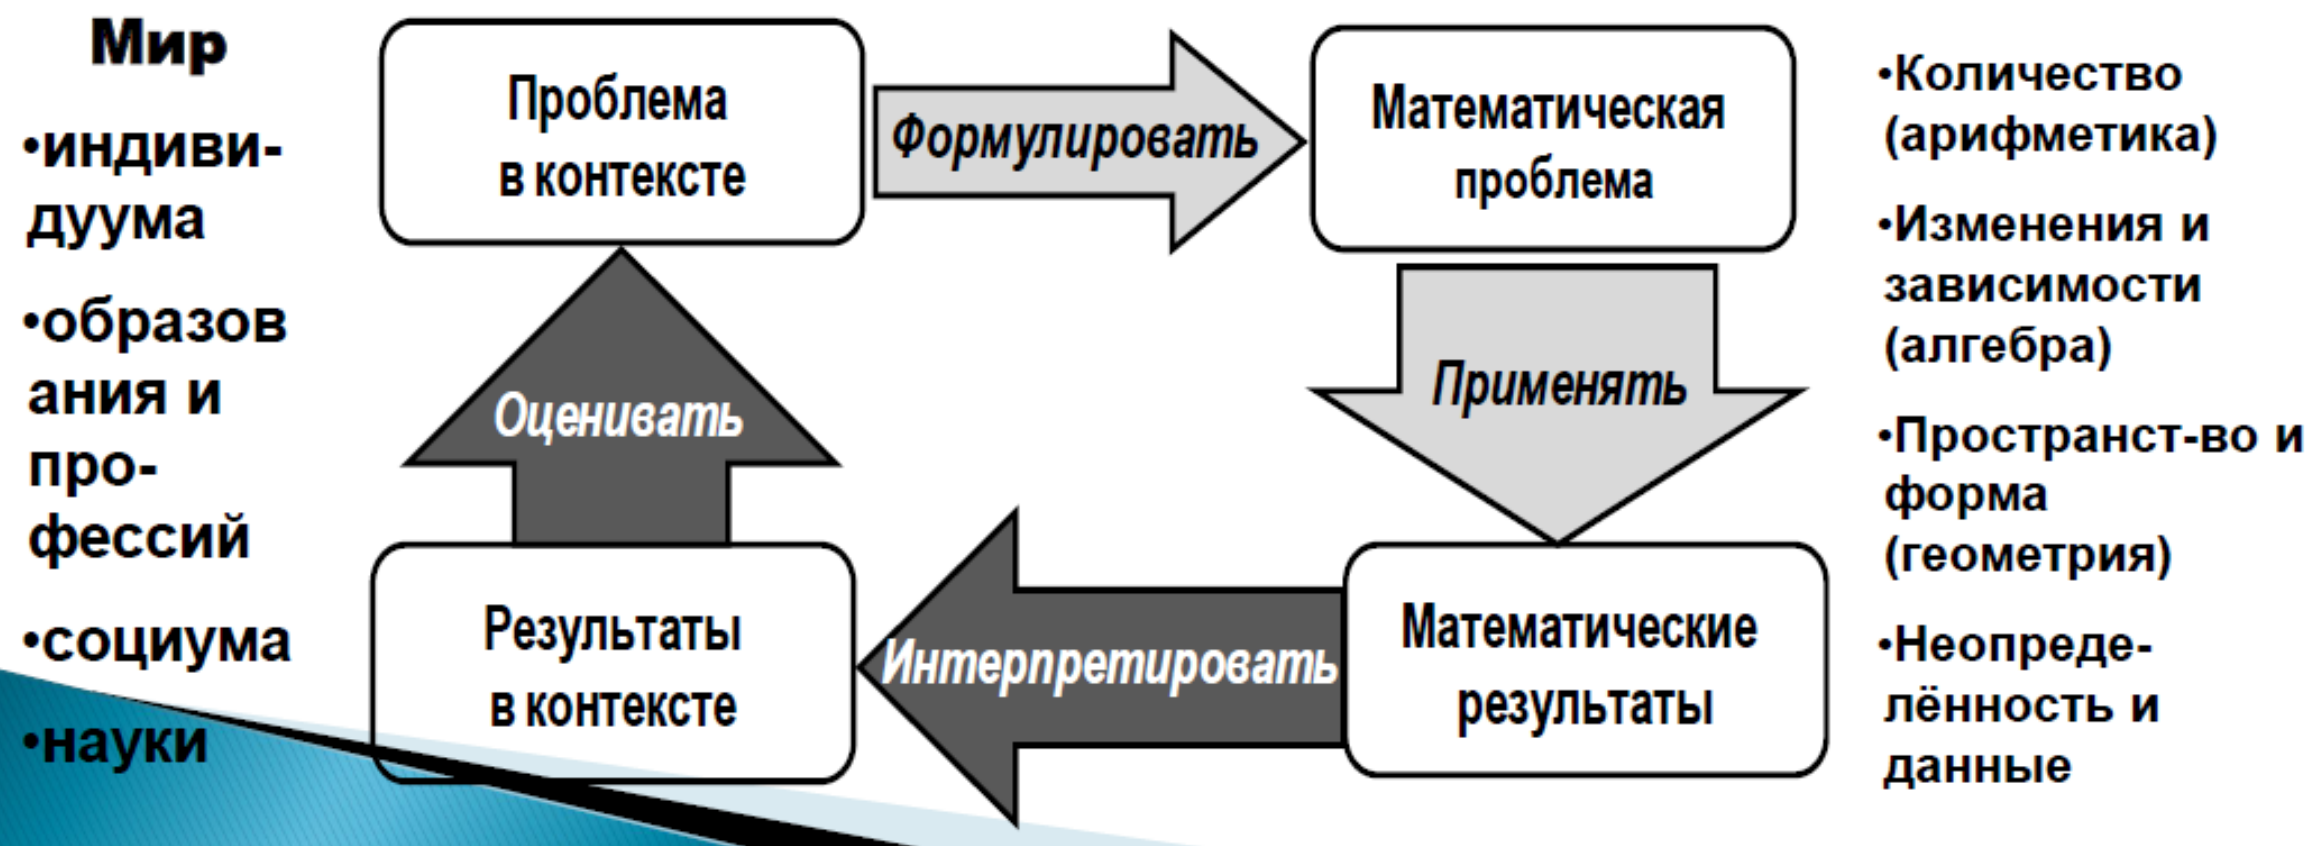 Мир
•индиви-
дуума
•образов
ания и
про-
фессий
•социума
•науки
Проблема
в контексте
Формулировать
Математическая
проблема
Применять
Математические
результаты
Интерпретировать
Результаты
в контексте
Оценивать
•Количество
(арифметика)
•Изменения и
зависимости
(алгебра)
•Пространст-во и
форма
(геометрия)
•Неопреде-
лённость и
данные